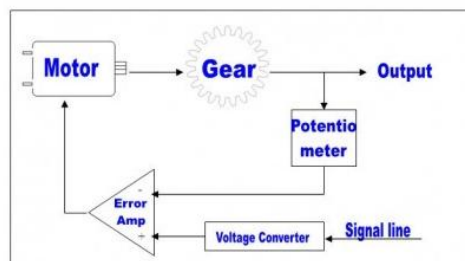 Motor
Gear
Output
Potentio
meter
-
Error
Amp
+
Voltage Converter
Signal line